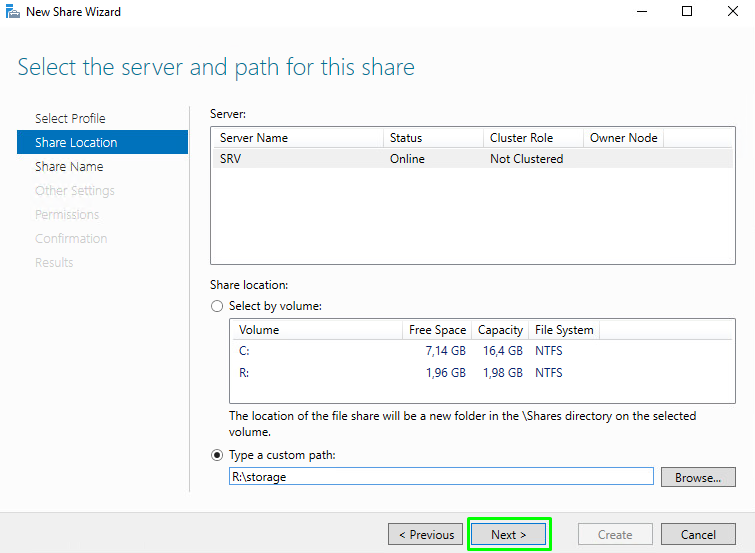 New Share Wizard
Select the server and path for this share
Select Profile
Share Location
Share Name
Other Settings
Permissions
Confirmation
Results
Server:
Server Name Status Cluster Role Owner Node
SRV Online Not Clustered
Share location:
Select by volume:
Volume Free Space Capacity File System
C: 7,14 GB 16,4 GB NTFS
R: 1,96 GB 1,98 GB NTFS
The location of the file share will be a new folder in the \Shares directory on the selected
volume.
Type a custom path:
R:\storage Browse...
< Previous Next > Create Cancel